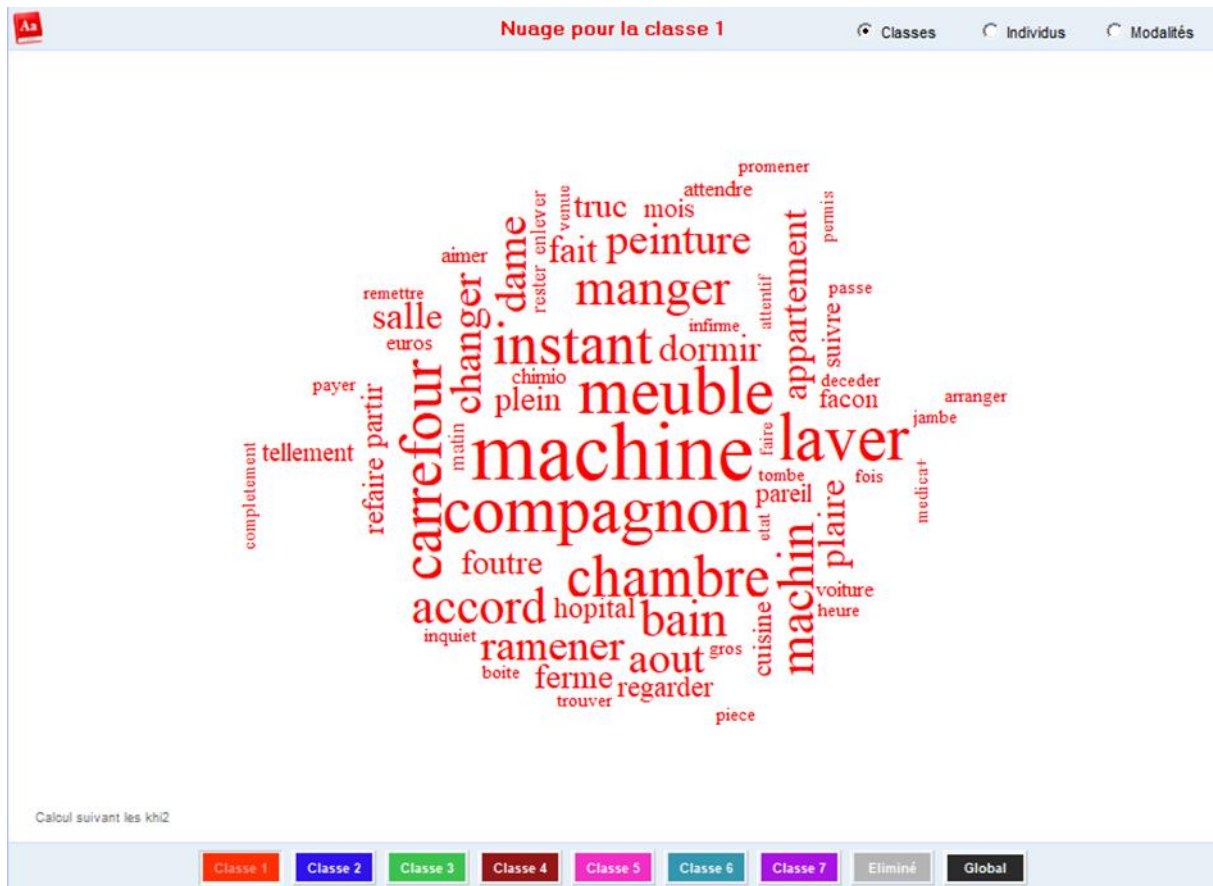 Aa
Nuage pour la classe 1
Classes Individus Modalités
promener
attendre
venue
truc mois
permis
enlever
dame
fait peinture
appartement
aimer
rester
manger
attentif
passe
remettre
changer
salle
suivre
infirme
euros
instant dormir
chimio
deceder
payer
plein meuble
facon
arranger
partir
carrefour
jambe
matin
faire
laver
tellement
machine
completement
refaire
tombe fois
medica+
pareil
compagnon
etat
plaire
foutre
machin
chambre
voiture
accord hopital bain
heure
cuisine
inquiet
ramener aout gros
boite
ferme regarder
trouver
piece
Calcul suivant les khi2
Classe 1 Classe 2 Classe 3 Classe 4 Classe 5 Classe 6 Classe 7 Eliminé Global